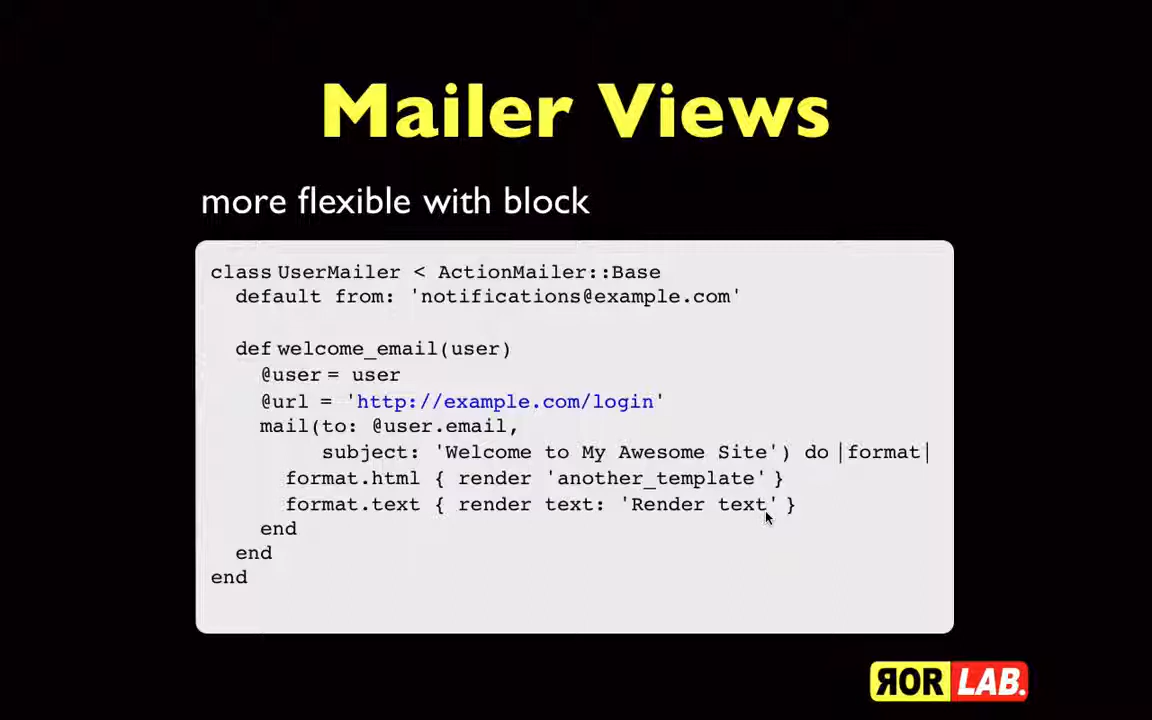 Mailer Views
more flexible with block
class UserMailer < ActionMailer::Base
  default from: 'notifications@example.com'
  def welcome_email(user)
    @user = user
    @url = 'http://example.com/login'
    mail(to: @user.email,
         subject: 'Welcome to My Awesome Site') do |format|
      format.html { render 'another_template' }
      format.text { render text: 'Render text' }
    end
  end
end
ЯOR LAB.